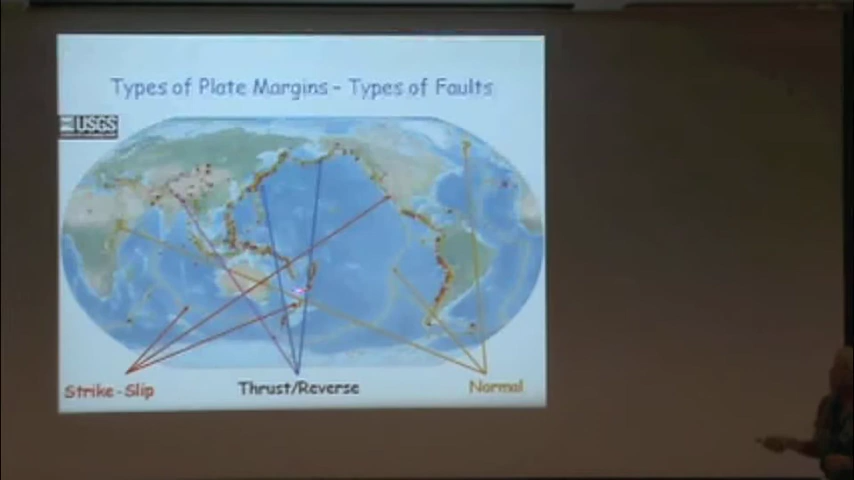 Types of Plate Margins - Types of Faults
USGS
Strike-Slip
Thrust/Reverse
Normal